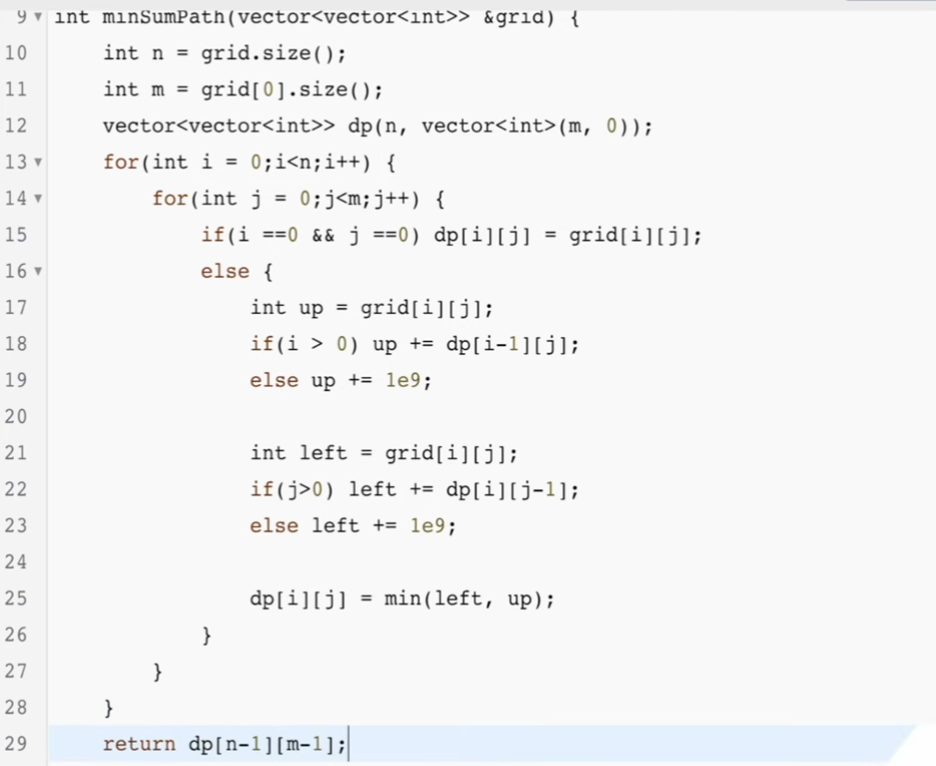 9 int minSumPath(vector<vector<int>> &grid) {
10 int n = grid.size();
11 int m = grid[0].size();
12 vector<vector<int>> dp(n, vector<int>(m, 0));
13 for(int i = 0;i<n;i++) {
14 for(int j = 0;j<m;j++) {
15 if(i ==0 && j ==0) dp[i][j] = grid[i][j];
16 else {
17 int up = grid[i][j];
18 if(i > 0) up += dp[i-1][j];
19 else up += 1e9;
20
21 int left = grid[i][j];
22 if(j>0) left += dp[i][j-1];
23 else left += 1e9;
24
25 dp[i][j] = min(left, up);
26 }
27 }
28 }
29 return dp[n-1][m-1];